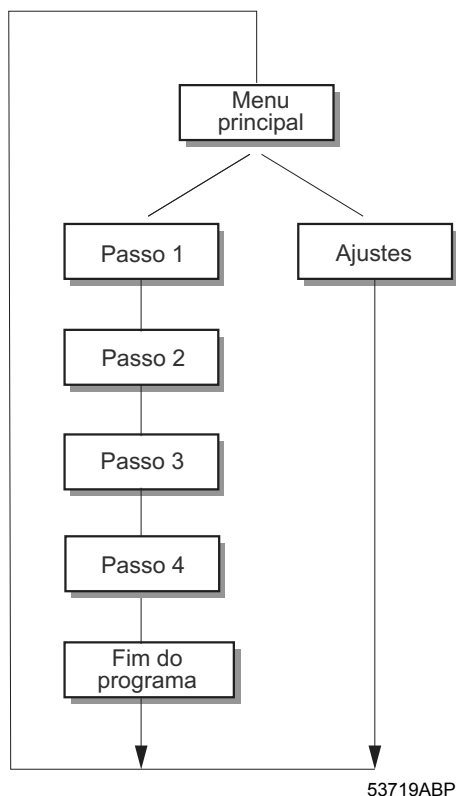 Menu
principal
Passo 1
Ajustes
Passo 2
Passo 3
Passo 4
Fim do
programa
53719ABP